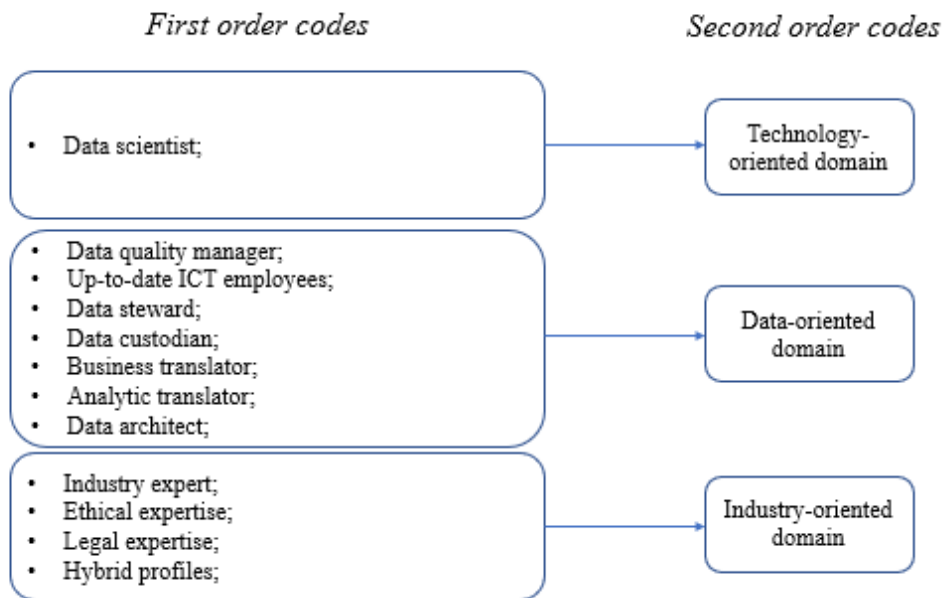 First order codes
Second order codes
• Data scientist;
Technology-
oriented domain
• Data quality manager;
• Up-to-date ICT employees;
• Data steward;
• Data custodian;
• Business translator;
• Analytic translator;
• Data architect;
Data-oriented
domain
• Industry expert;
• Ethical expertise;
• Legal expertise;
• Hybrid profiles;
Industry-oriented
domain